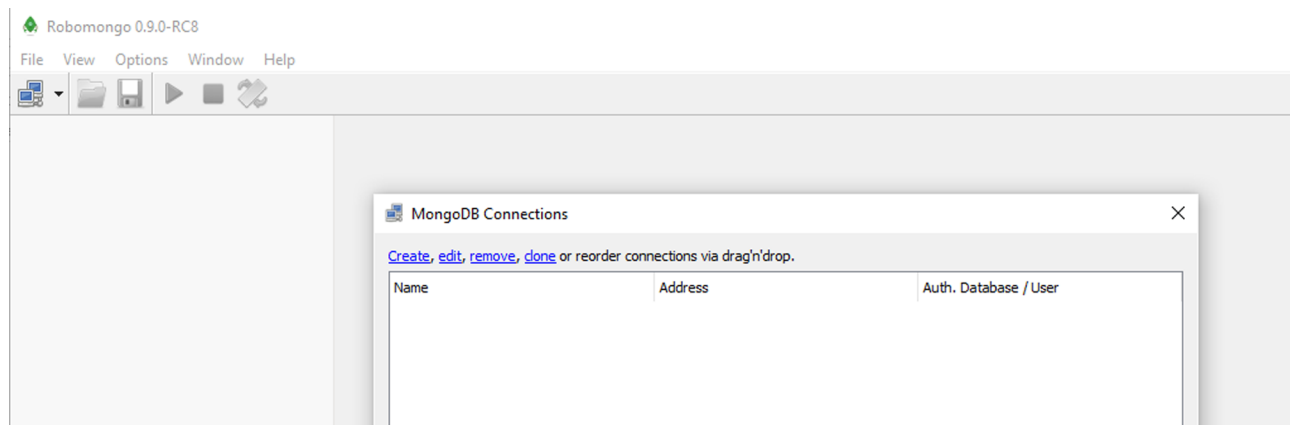 Robomongo 0.9.0-RC8
File View Options Window Help
MongoDB Connections
Create, edit, remove, clone or reorder connections via drag'n'drop.
Name Address Auth. Database / User